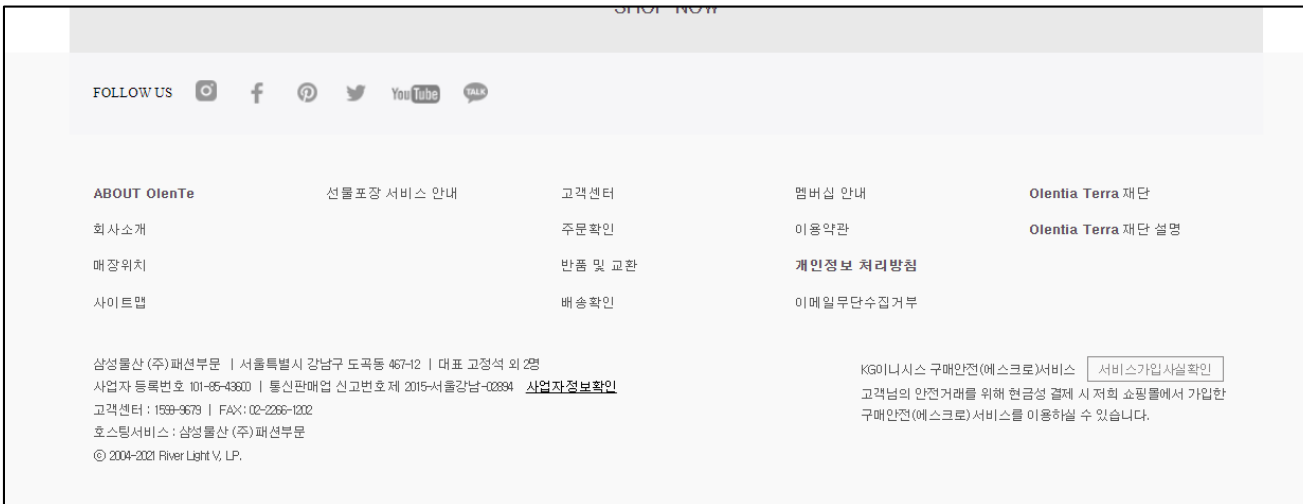 SHOP NOW
FOLLOW US You Tube TALK
ABOUT OlenTe 선물포장 서비스 안내 고객센터 멤버십 안내 Olentia Terra 재단
회사소개 주문확인 이용약관 Olentia Terra 재단 설명
매장위치 반품 및 교환 개인정보 처리방침
사이트맵 배송확인 이메일무단수집거부
삼성물산 (주)패션부문 | 서울특별시 강남구 도곡동 467-12 | 대표 고정석 외 2명
사업자 등록번호 101-85-43600 | 통신판매업 신고번호 제 2015-서울강남-02894 사업자정보확인
고객센터 : 1599-9679 | FAX: 02-2266-1202
호스팅서비스 : 삼성물산 (주)패션부문
ⓒ 2004-2021 River Light V, LP.
KG이니시스 구매안전(에스크로)서비스 서비스가입사실확인
고객님의 안전거래를 위해 현금성 결제 시 저희 쇼핑몰에서 가입한
구매안전(에스크로) 서비스를 이용하실 수 있습니다.